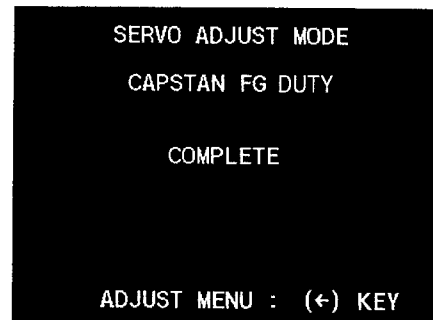 SERVO ADJUST MODE
CAPSTAN FG DUTY
COMPLETE
ADJUST MENU : (←) KEY